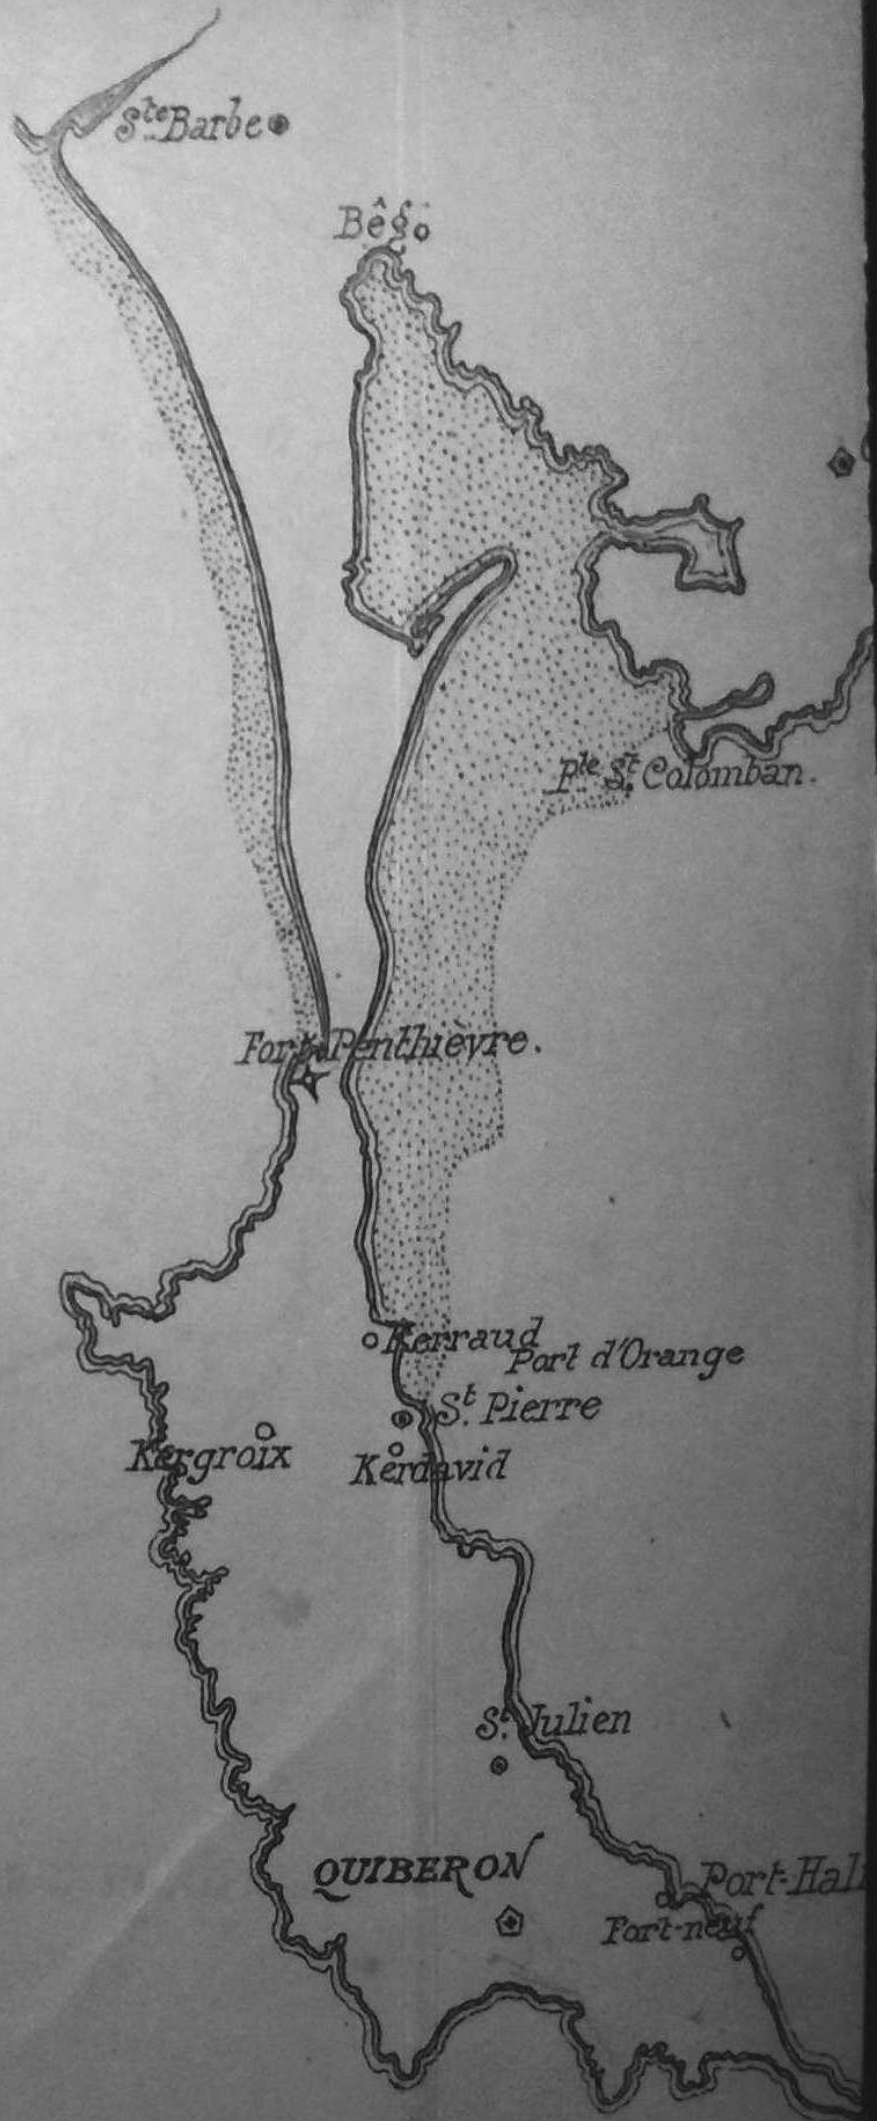 Ste Barbe
Bêg
Pte St. Colomban.
Fort Penthièvre.
Kerraud
Port d'Orange
St. Pierre
Kergroix
Kerdavid
St. Julien
QUIBERON
Port-Hal
Fort-neuf